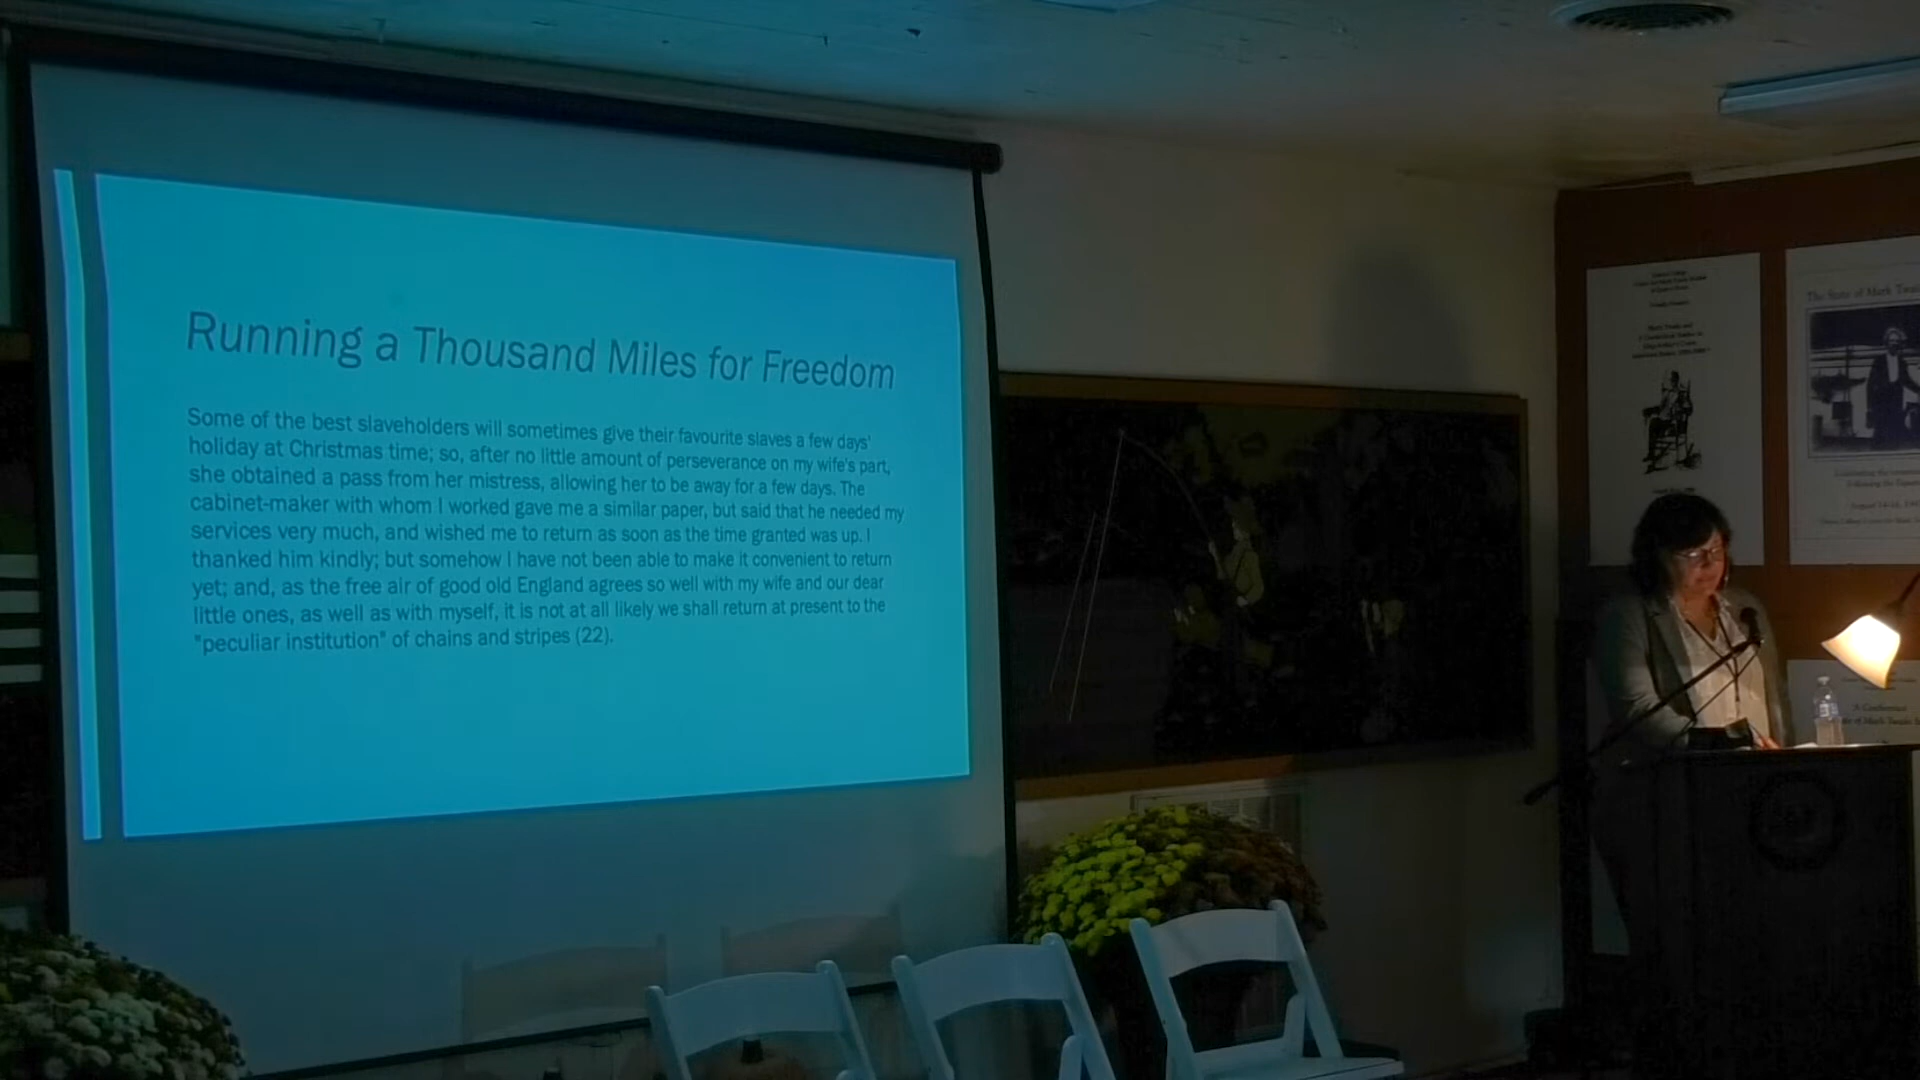 Running a Thousand Miles for Freedom
Some of the best slaveholders will sometimes give their favourite slaves a few days'
holiday at Christmas time; so, after no little amount of perseverance on my wife's part,
she obtained a pass from her mistress, allowing her to be away for a few days. The
cabinet-maker with whom I worked gave me a similar paper, but said that he needed my
services very much, and wished me to return as soon as the time granted was up. I
thanked him kindly; but somehow I have not been able to make it convenient to return
yet; and, as the free air of good old England agrees so well with my wife and our dear
little ones, as well as with myself, it is not at all likely we shall return at present to the
"peculiar institution" of chains and stripes (22).
The State of Mark Twain
A Conference